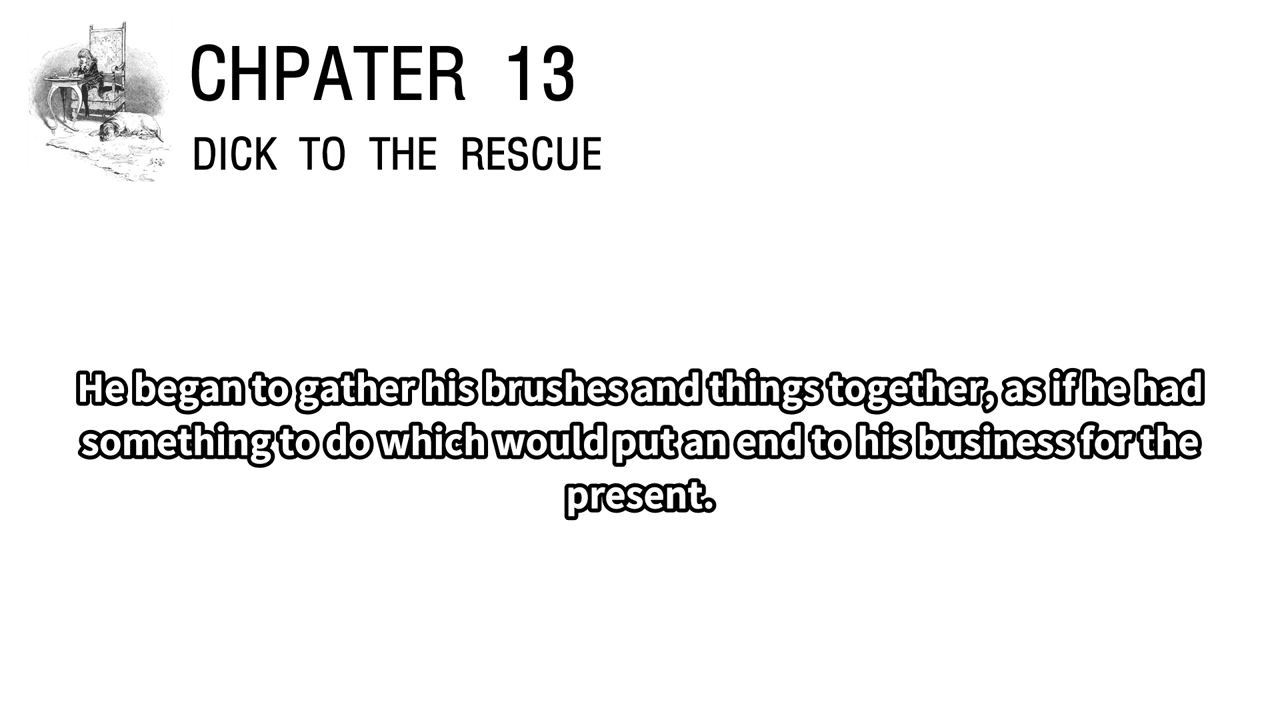 CHPATER 13
DICK TO THE RESCUE
He began to gather his brushes and things together, as if he had
something to do which would put an end to his business for the
present.